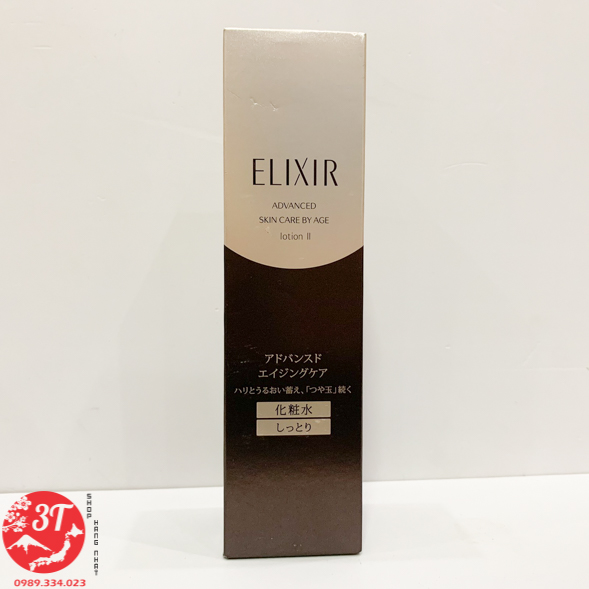 ELIXIR
ADVANCED
SKIN CARE BY AGE
lotion II
アドバンスド
エイジングケア
ハリとうるおい蓄え、「つや玉」続く
化粧水
しっとり
3T
SHOP HANG NHAT
0989.334.023